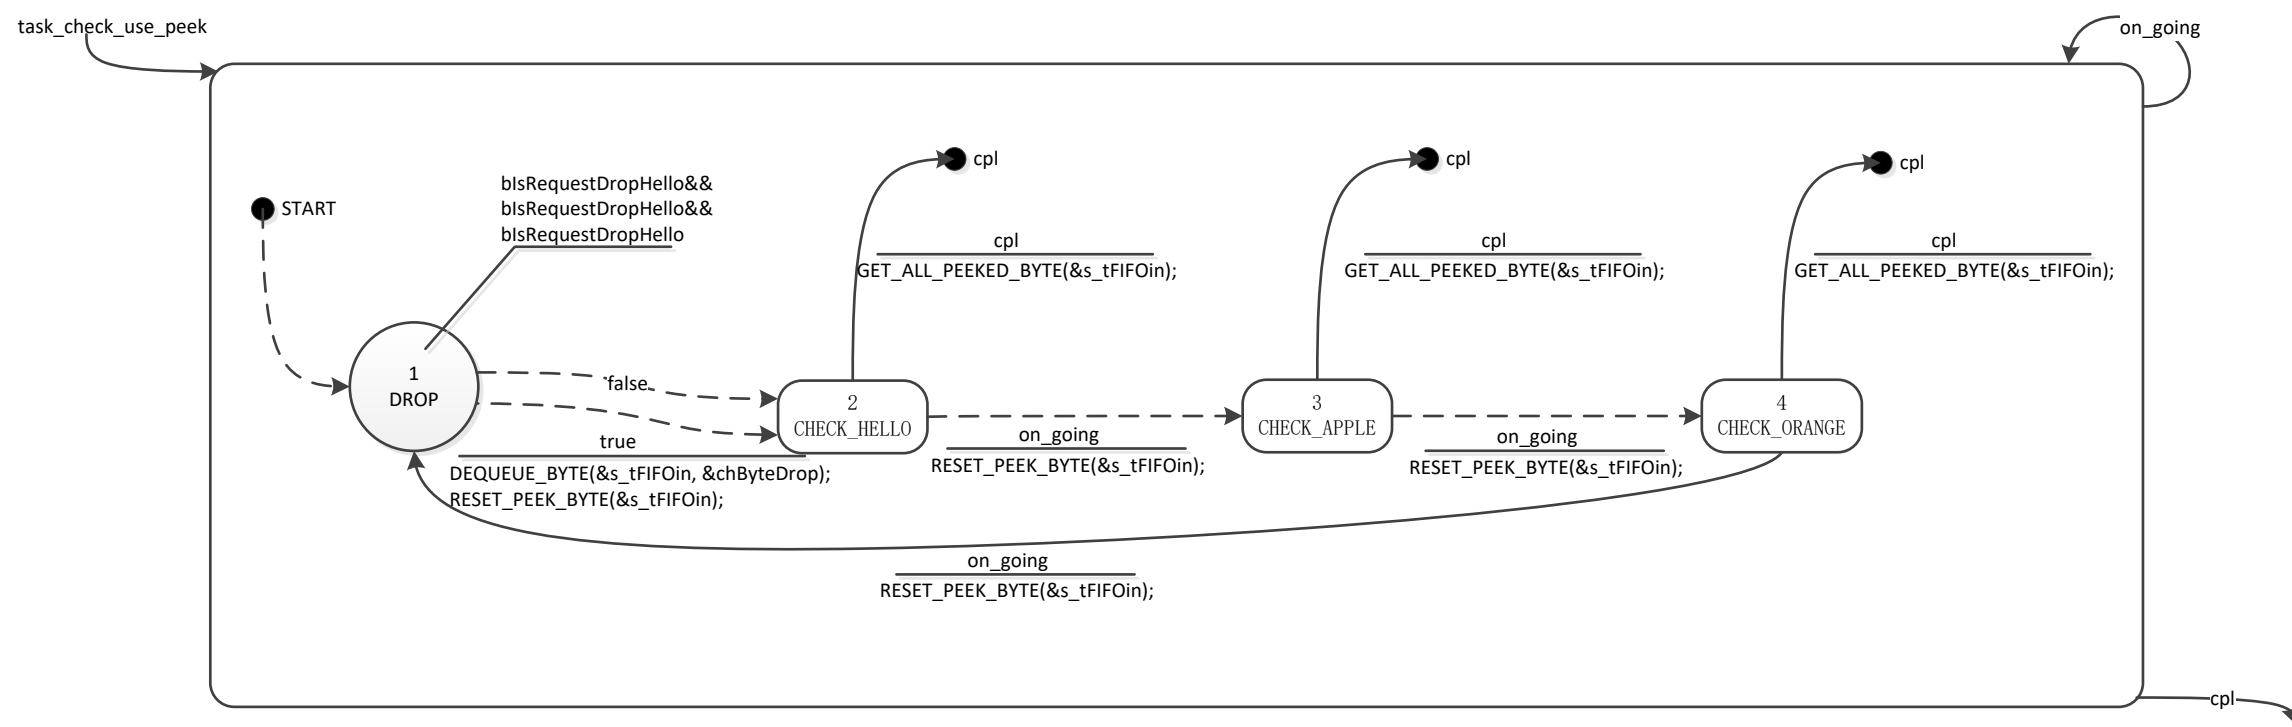 task_check_use_peek
on_going
cpl
cpl
cpl
START
bIsRequestDropHello&&
bIsRequestDropHello&&
bIsRequestDropHello
cpl
GET_ALL_PEEKED_BYTE(&s_tFIFOin);
cpl
GET_ALL_PEEKED_BYTE(&s_tFIFOin);
cpl
GET_ALL_PEEKED_BYTE(&s_tFIFOin);
1
DROP
false
2
CHECK_HELLO
3
CHECK_APPLE
4
CHECK_ORANGE
true
DEQUEUE_BYTE(&s_tFIFOin, &chByteDrop);
RESET_PEEK_BYTE(&s_tFIFOin);
on_going
RESET_PEEK_BYTE(&s_tFIFOin);
on_going
RESET_PEEK_BYTE(&s_tFIFOin);
on_going
RESET_PEEK_BYTE(&s_tFIFOin);
cpl